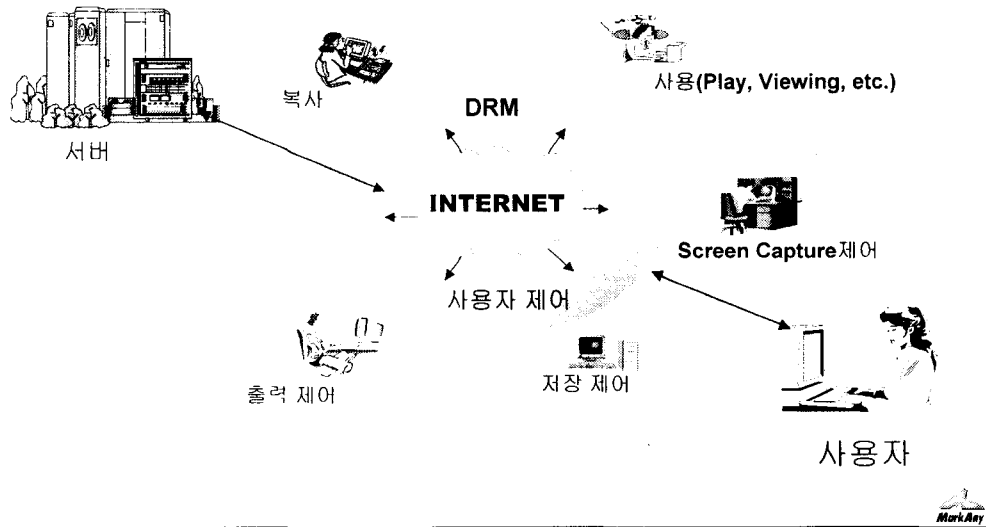 복사
사용(Play, Viewing, etc.)
DRM
서버
INTERNET
Screen Capture제어
사용자 제어
출력 제어
저장 제어
사용자
MarkAny